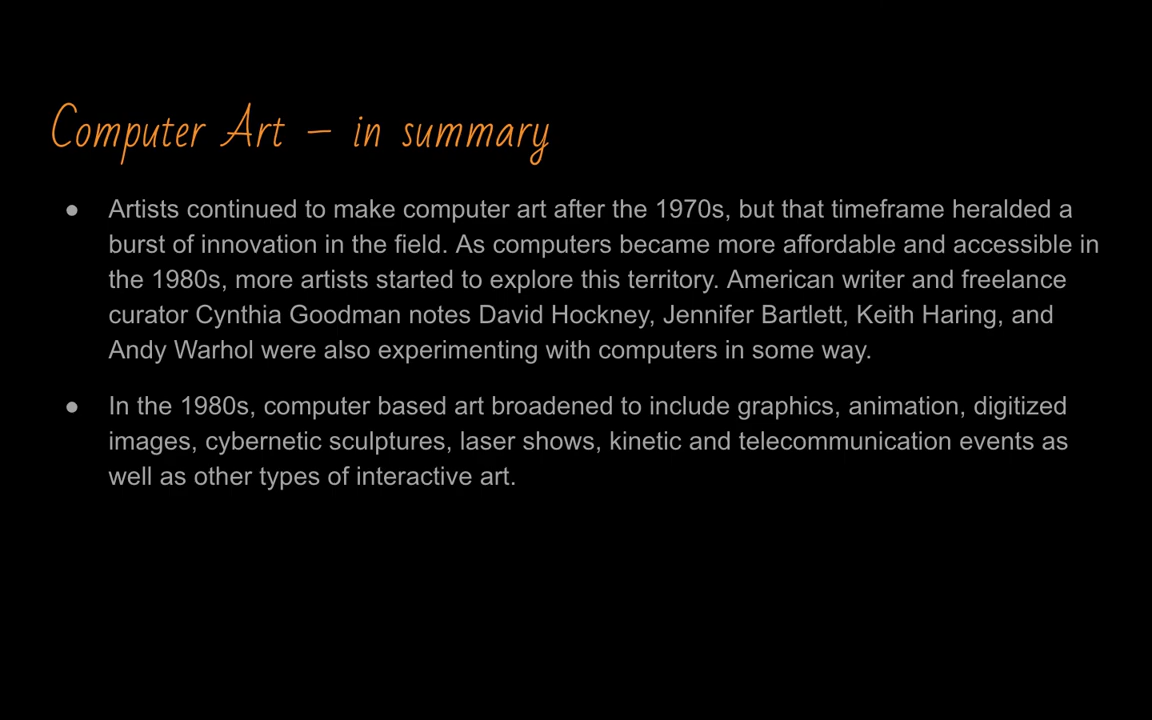 Computer Art – in summary
● Artists continued to make computer art after the 1970s, but that timeframe heralded a
burst of innovation in the field. As computers became more affordable and accessible in
the 1980s, more artists started to explore this territory. American writer and freelance
curator Cynthia Goodman notes David Hockney, Jennifer Bartlett, Keith Haring, and
Andy Warhol were also experimenting with computers in some way.
● In the 1980s, computer based art broadened to include graphics, animation, digitized
images, cybernetic sculptures, laser shows, kinetic and telecommunication events as
well as other types of interactive art.